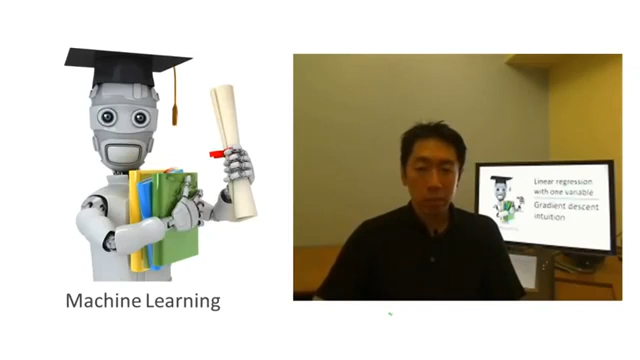 Machine Learning
Linear regression
with one variable
Gradient descent
intuition